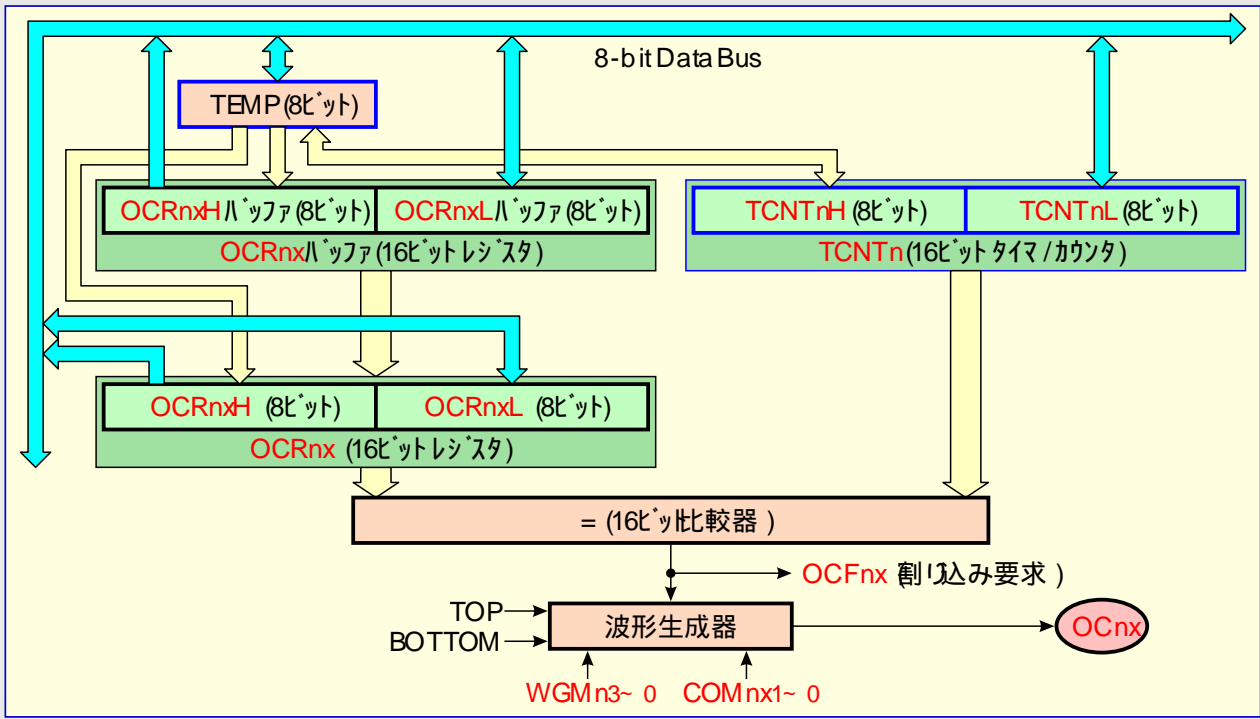 8-bit Data Bus
TEMP(8ビット)
OCRnxHバッファ(8ビット)
OCRnxLバッファ(8ビット)
TCNTnH (8ビット)
TCNTnL (8ビット)
OCRnxバッファ(16ビットレジスタ)
TCNTn(16ビット タイマ/カウンタ)
OCRnxH (8ビット)
OCRnxL (8ビット)
OCRnx (16ビットレジスタ)
= (16ビット比較器)
OCFnx (割り込み要求)
TOP
BOTTOM
波形生成器
OCnx
WGMn3~0
COMnx1~0